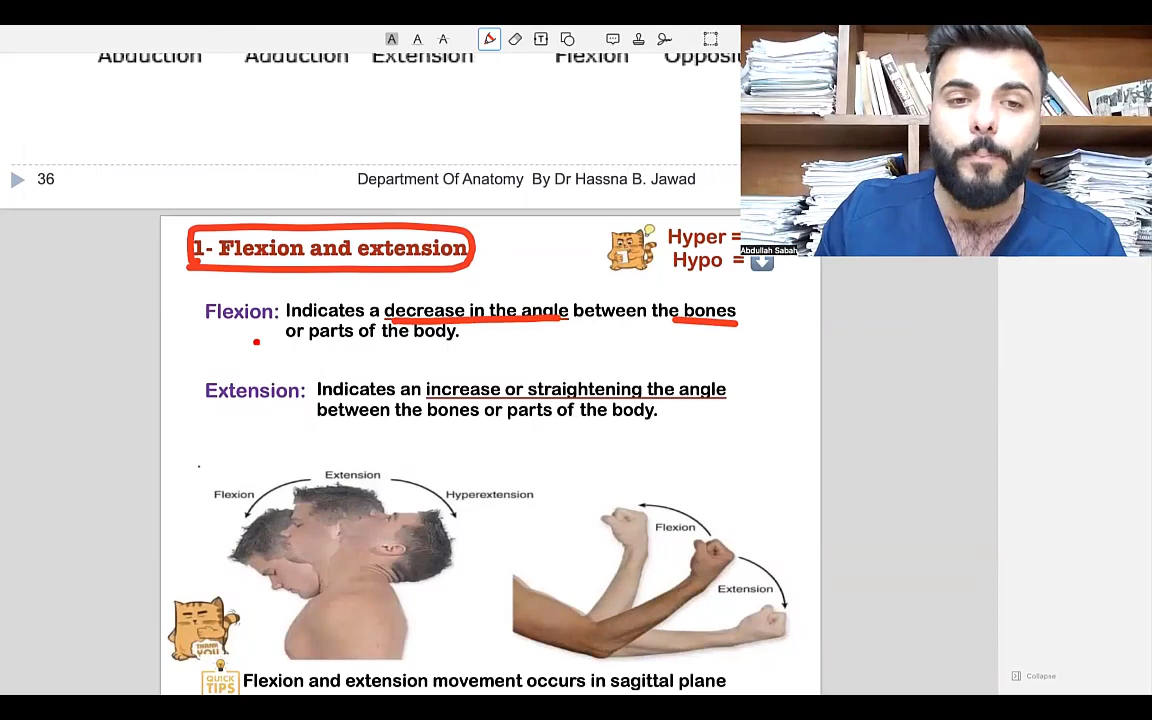 Abduction Adduction Extension Flexion
36
Department Of Anatomy By Dr Hassna B. Jawad
1- Flexion and extension
Hyper =
Hypo =
Abdullah Sabah
Flexion: Indicates a decrease in the angle between the bones
or parts of the body.
Extension: Indicates an increase or straightening the angle
between the bones or parts of the body.
Extension
Flexion
Hyperextension
Flexion
Extension
THANK
YOU
QUICK
TIPS
Flexion and extension movement occurs in sagittal plane
Collapse